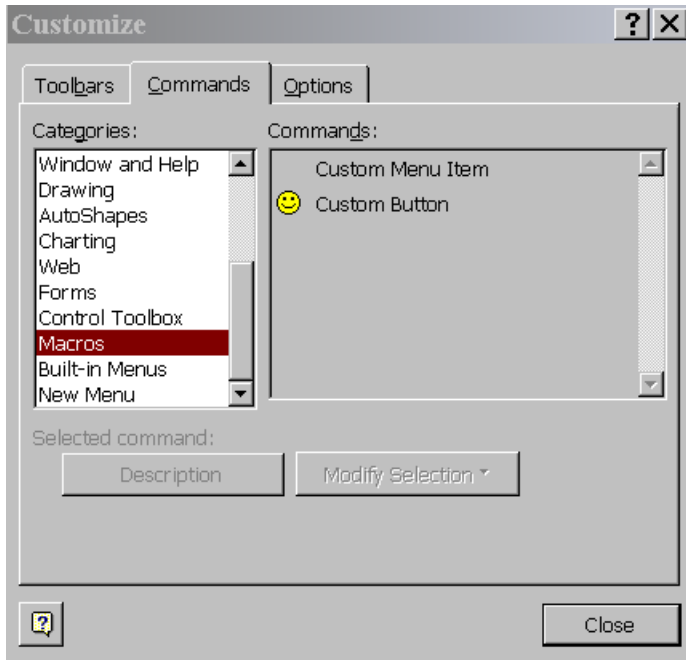 Customize
Toolbars Commands Options
Categories: Commands:
Window and Help
Drawing
AutoShapes
Charting
Web
Forms
Control Toolbox
Macros
Built-in Menus
New Menu
Custom Menu Item
Custom Button
Selected command:
Description Modify Selection
Close